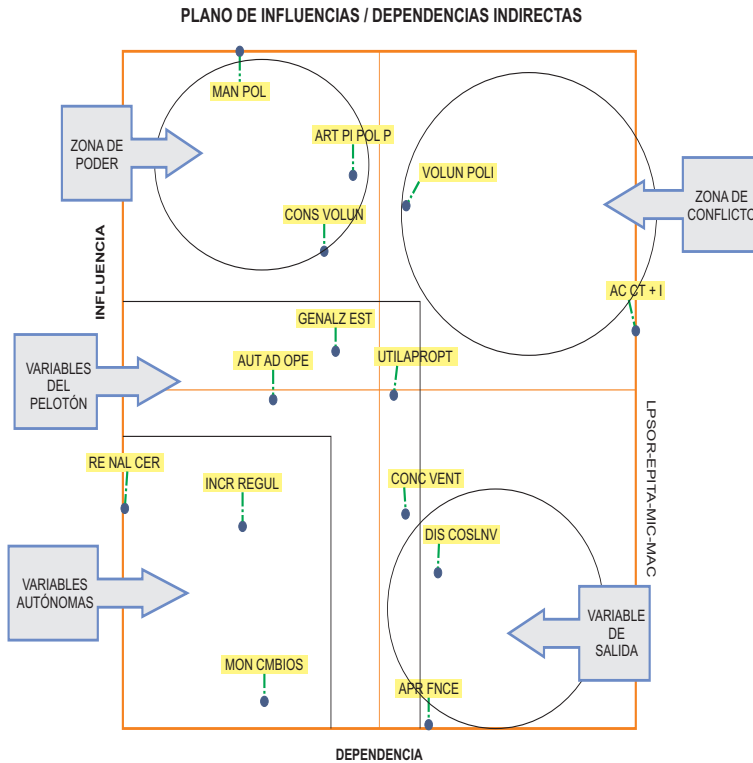 PLANO DE INFLUENCIAS / DEPENDENCIAS INDIRECTAS
MAN POL
ZONA DE
PODER
ART PI POL P
VOLUN POLI
ZONA DE
CONFLICTO
CONS VOLUN
INFLUENCIA
AC CT + I
GENALZ EST
VARIABLES
DEL
PELOTÓN
AUT AD OPE
UTILAPROPT
LPSOR-EPITA-MIC-MAC
RE NAL CER
INCR REGUL
CONC VENT
DIS COSLNV
VARIABLES
AUTÓNOMAS
VARIABLE
DE
SALIDA
MON CMBIOS
APR FNCE
DEPENDENCIA